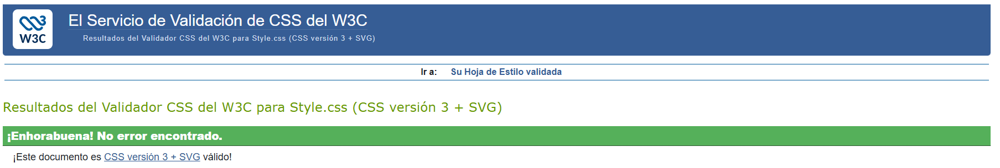 W3C
El Servicio de Validación de CSS del W3C
Resultados del Validador CSS del W3C para Style.css (CSS versión 3 + SVG)
Ir a: Su Hoja de Estilo validada
Resultados del Validador CSS del W3C para Style.css (CSS versión 3 + SVG)
¡Enhorabuena! No error encontrado.
¡Este documento es CSS versión 3 + SVG válido!